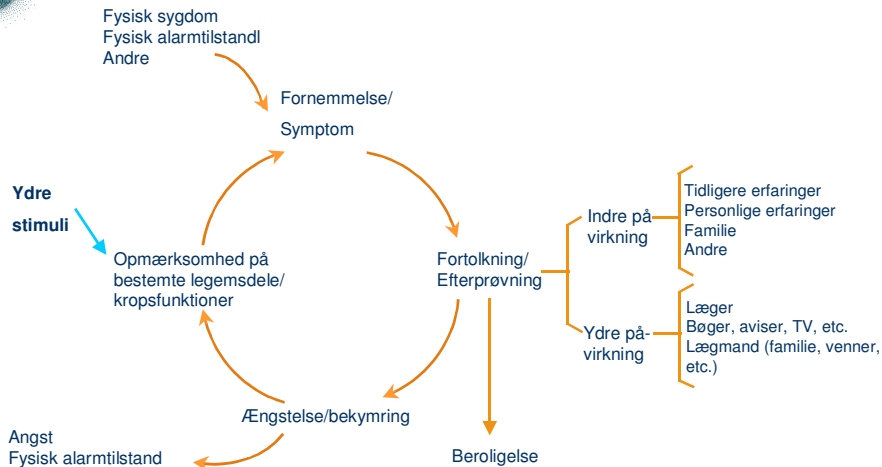 Fysisk sygdom
Fysisk alarmtilstandl
Andre
Fornemmelse/
Symptom
Ydre
stimuli
Opmærksomhed på
bestemte legemsdele/
kropsfunktioner
Fortolkning/
Efterprøvning
Indre på
virkning
Tidligere erfaringer
Personlige erfaringer
Familie
Andre
Ydre på-
virkning
Læger
Bøger, aviser, TV, etc.
Lægmand (familie, venner,
etc.)
Ængstelse/bekymring
Angst
Fysisk alarmtilstand
Beroligelse